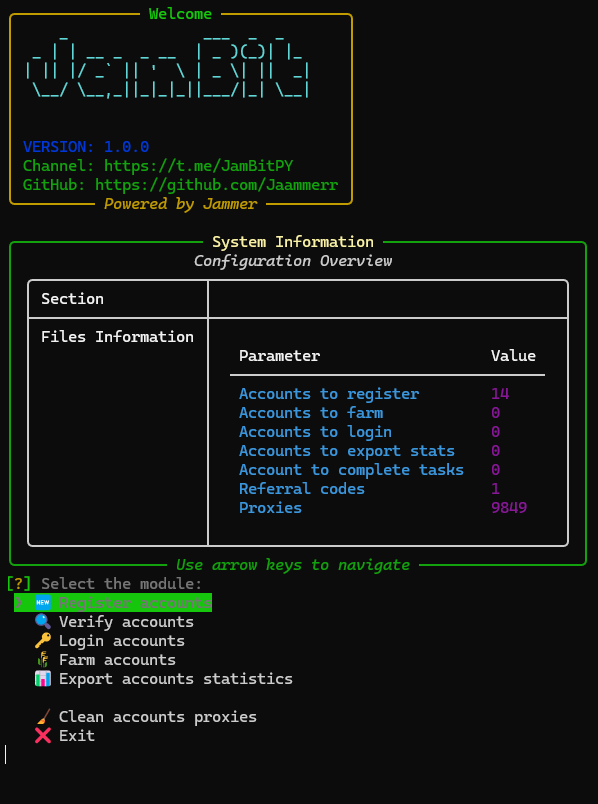 Welcome
JamBit
VERSION: 1.0.0
Channel: https://t.me/JamBitPY
GitHub: https://github.com/Jaammerr
Powered by Jammer
System Information
Configuration Overview
Section
Files Information
Parameter Value
Accounts to register 14
Accounts to farm 0
Accounts to login 0
Accounts to export stats 0
Account to complete tasks 0
Referral codes 1
Proxies 9849
Use arrow keys to navigate
[?] Select the module:
> 🆕 Register accounts
🔍 Verify accounts
🔑 Login accounts
🌾 Farm accounts
📊 Export accounts statistics
🧹 Clean accounts proxies
❌ Exit